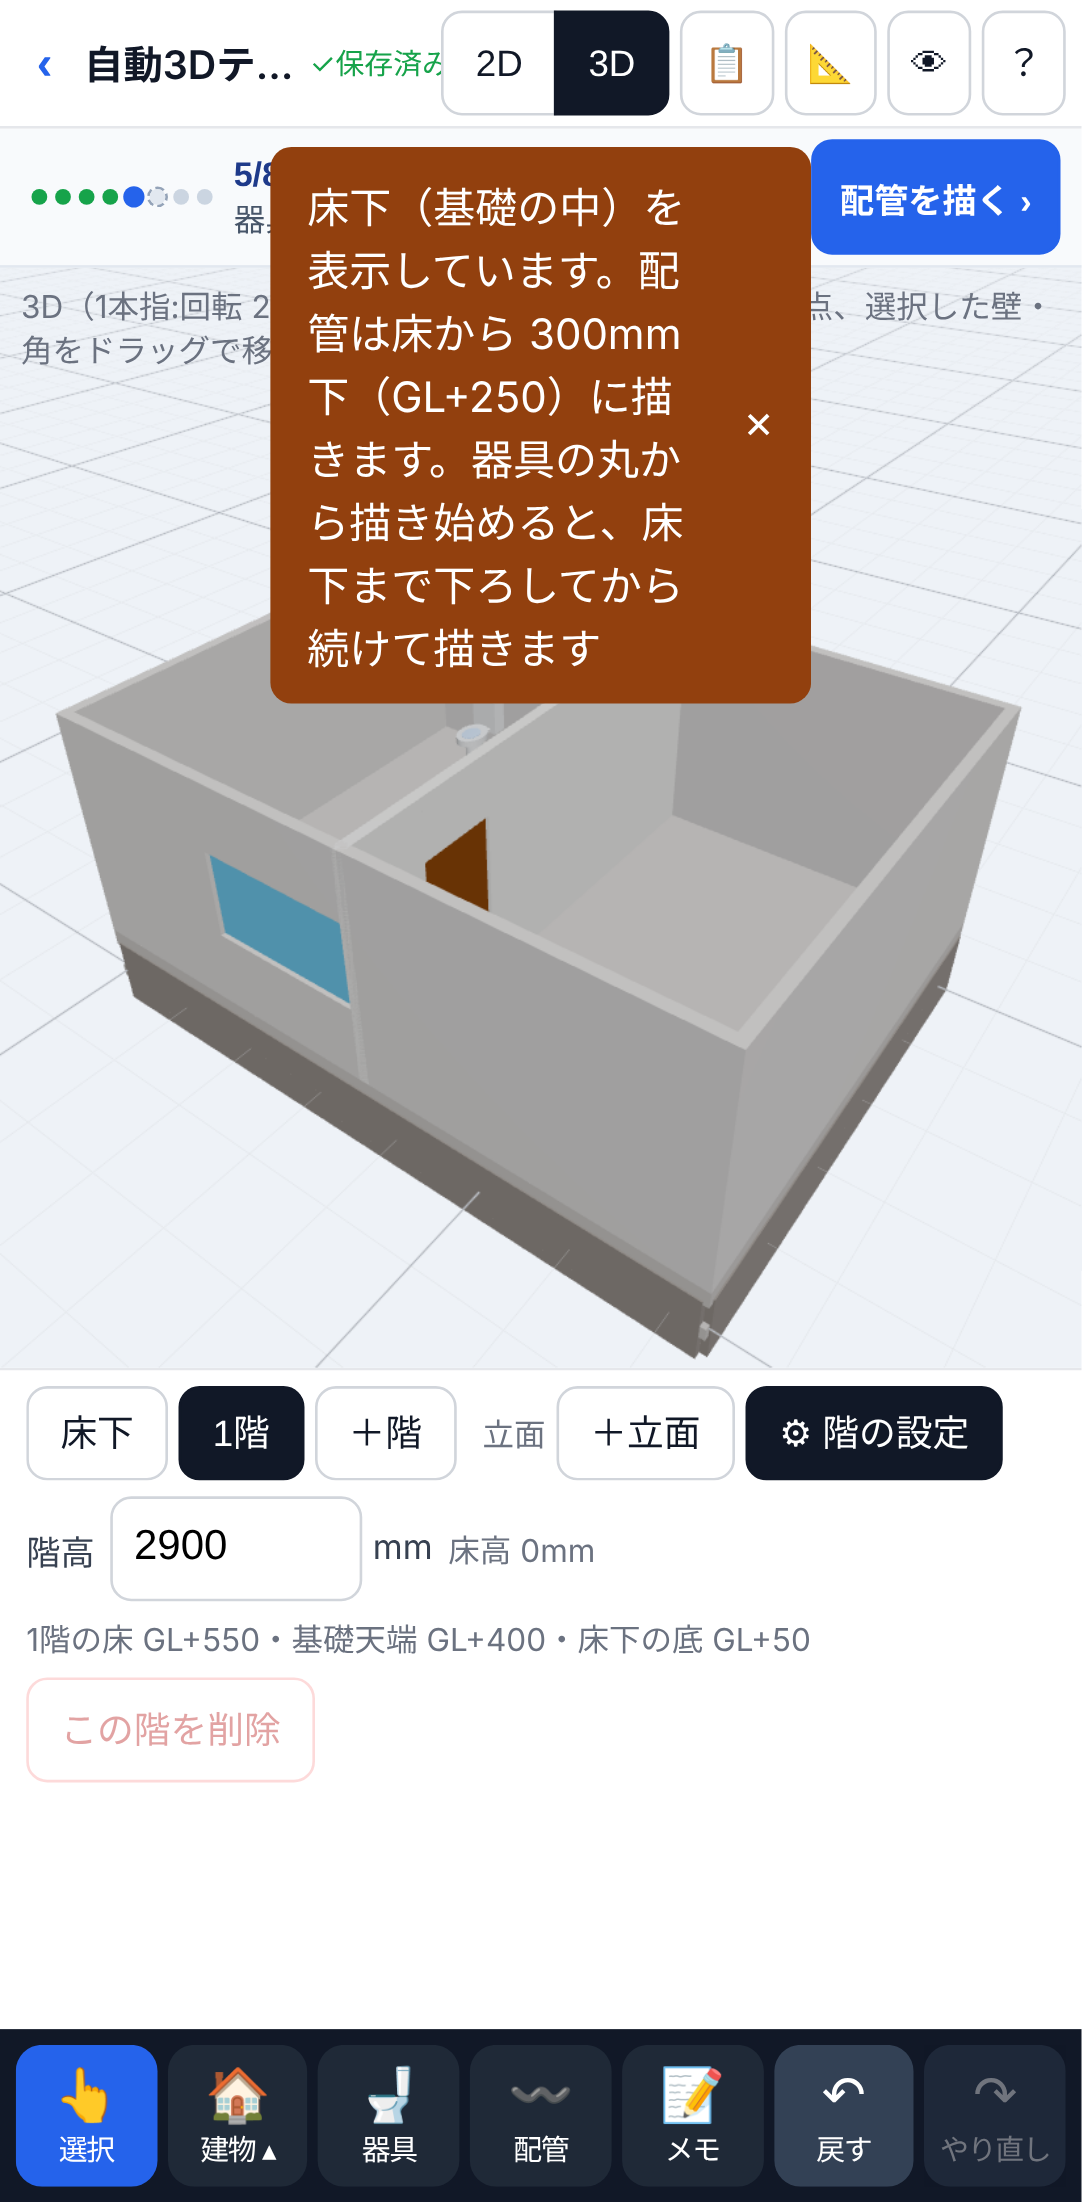 ‹ 自動3Dテ... ✓保存済み 2D 3D ?
5/8
配管を描く ›
床下（基礎の中）を
表示しています。配
管は床から 300mm
下（GL+250）に描
きます。器具の丸か
ら描き始めると、床
下まで下ろしてから
続けて描きます
×
3D（1本指:回転 2
点、選択した壁・
角をドラッグで移
床下 1階 ＋階 立面 ＋立面 ⚙ 階の設定
階高 2900 mm 床高 0mm
1階の床 GL+550・基礎天端 GL+400・床下の底 GL+50
この階を削除
選択 建物▲ 器具 配管 メモ 戻す やり直し